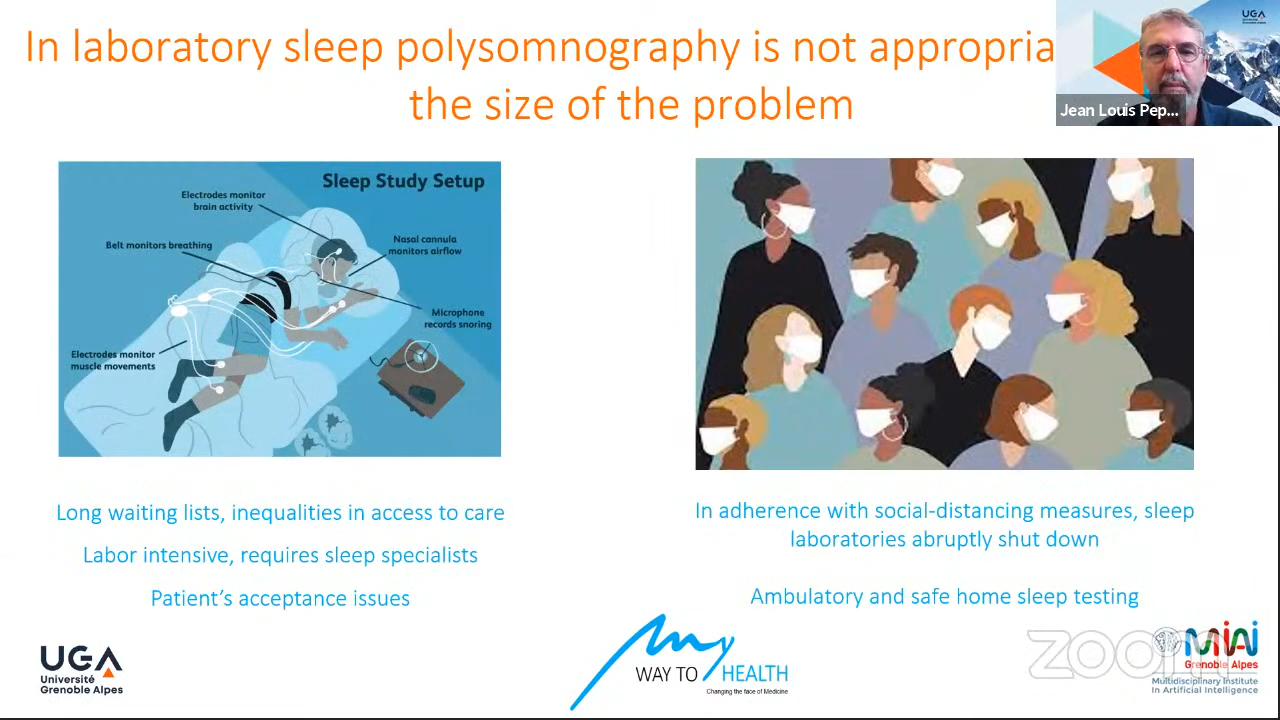 In laboratory sleep polysomnography is not appropria
the size of the problem
UGA
Jean Louis Pep...
Sleep Study Setup
Electrodes monitor
brain activity
Belt monitors breathing
Nasal cannula
monitors airflow
Microphone
records snoring
Electrodes monitor
muscle movements
Long waiting lists, inequalities in access to care
Labor intensive, requires sleep specialists
Patient's acceptance issues
In adherence with social-distancing measures, sleep
laboratories abruptly shut down
Ambulatory and safe home sleep testing
UGA
Université
Grenoble Alpes
my
WAY TO HEALTH
Changing the face of Medicine
zoom
MIAI
Grenoble Alpes
Multidisciplinary Institute
In Artificial Intelligence